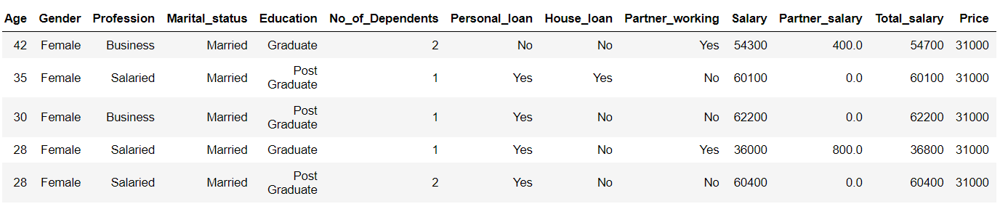 Age Gender Profession Marital_status Education No_of_Dependents Personal_loan House_loan Partner_working Salary Partner_salary Total_salary Price
42 Female Business Married Graduate 2 No No Yes 54300 400.0 54700 31000
35 Female Salaried Married Post Graduate 1 Yes Yes No 60100 0.0 60100 31000
30 Female Business Married Post Graduate 1 Yes No No 62200 0.0 62200 31000
28 Female Salaried Married Graduate 1 Yes No Yes 36000 800.0 36800 31000
28 Female Salaried Married Post Graduate 2 Yes No No 60400 0.0 60400 31000